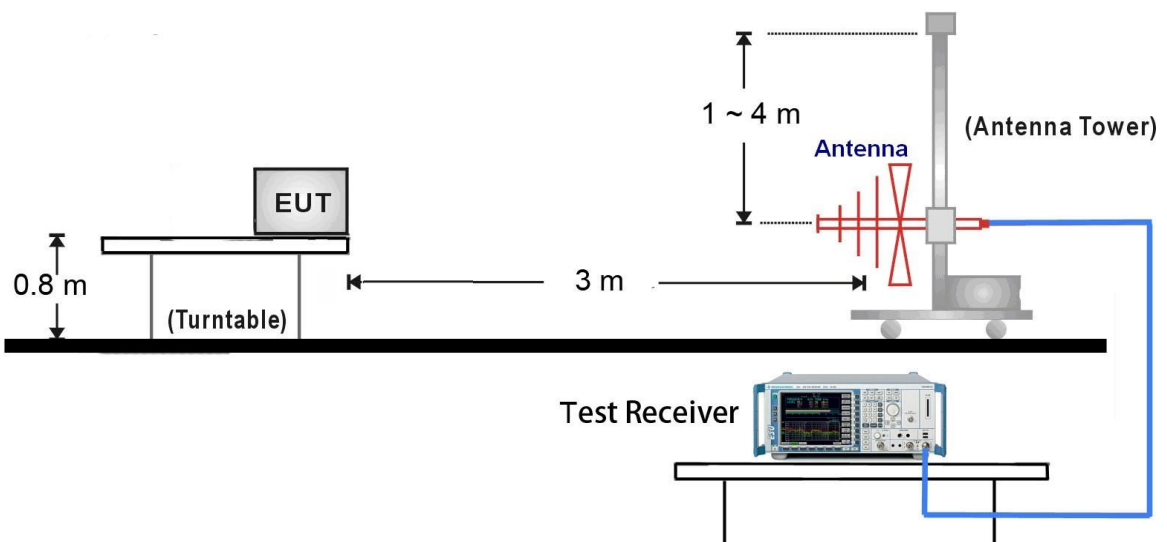 1 ~ 4 m
(Antenna Tower)
Antenna
EUT
0.8 m
3 m
(Turntable)
Test Receiver